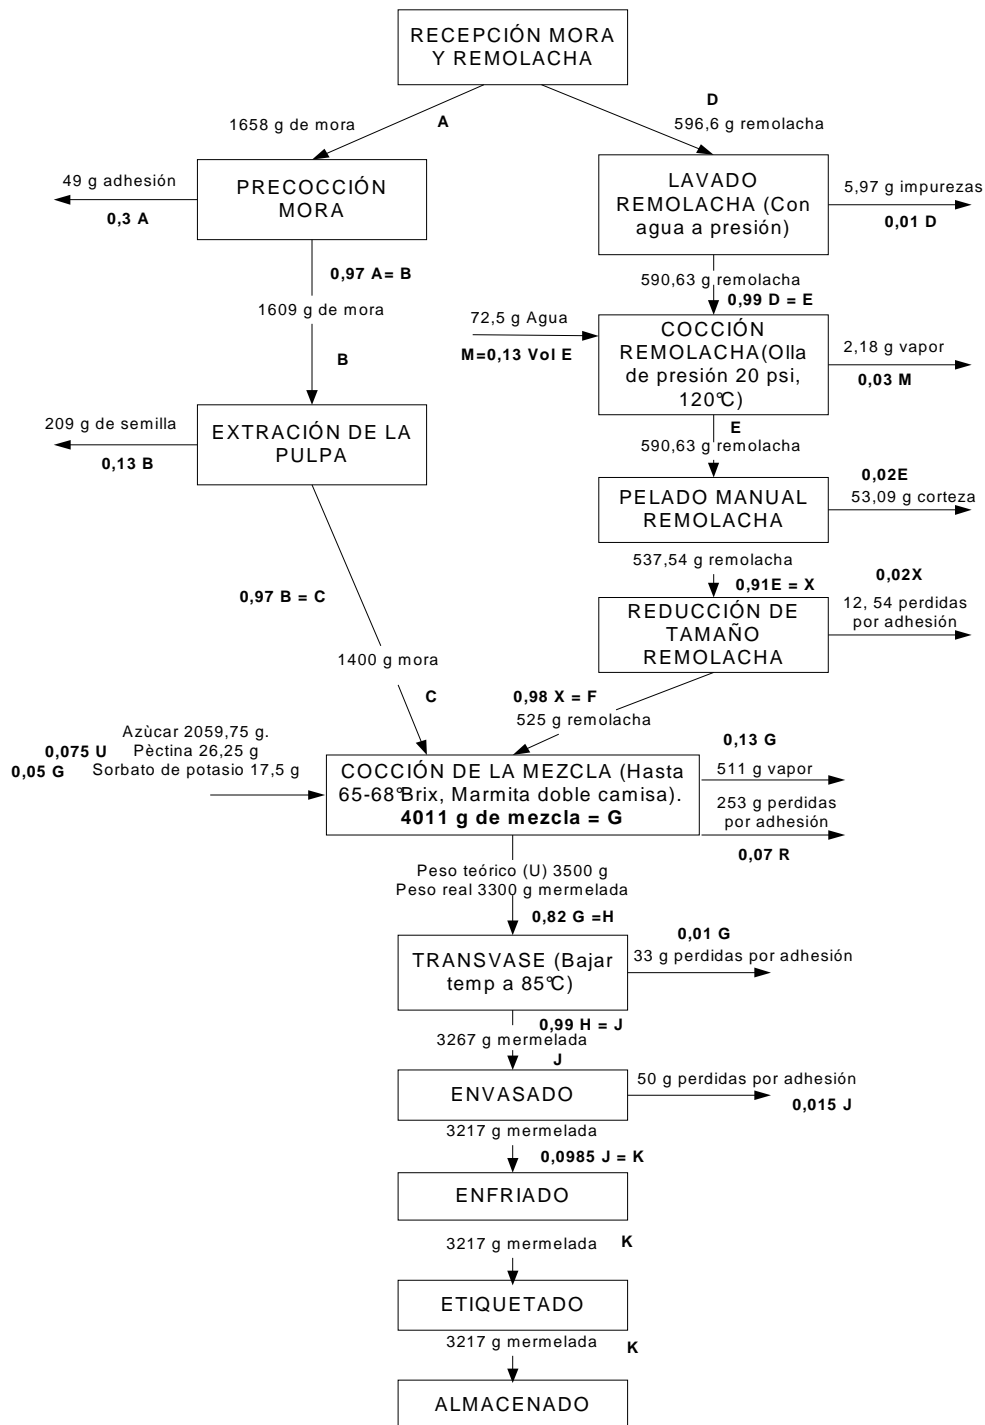 RECEPCIÓN MORA
Y REMOLACHA
A
D
1658 g de mora
596,6 g remolacha
49 g adhesión
0,3 A
PRECOCCIÓN
MORA
LAVADO
REMOLACHA (Con
agua a presión)
5,97 g impurezas
0,01 D
0,97 A= B
1609 g de mora
B
590,63 g remolacha
0,99 D = E
72,5 g Agua
M=0,13 Vol E
COCCIÓN
REMOLACHA(Olla
de presión 20 psi,
120ºC)
2,18 g vapor
0,03 M
209 g de semilla
0,13 B
EXTRACIÓN DE LA
PULPA
E
590,63 g remolacha
PELADO MANUAL
REMOLACHA
0,02E
53,09 g corteza
537,54 g remolacha
0,91E = X
0,97 B = C
REDUCCIÓN DE
TAMAÑO
REMOLACHA
0,02X
12, 54 perdidas
por adhesión
1400 g mora
C
0,98 X = F
525 g remolacha
Azùcar 2059,75 g.
0,075 U
Pèctina 26,25 g
0,05 G
Sorbato de potasio 17,5 g
COCCIÓN DE LA MEZCLA (Hasta
65-68ºBrix, Marmita doble camisa).
4011 g de mezcla = G
0,13 G
511 g vapor
253 g perdidas
por adhesión
0,07 R
Peso teórico (U) 3500 g
Peso real 3300 g mermelada
0,82 G =H
TRANSVASE (Bajar
temp a 85ºC)
0,01 G
33 g perdidas por adhesión
0,99 H = J
3267 g mermelada
J
ENVASADO
50 g perdidas por adhesión
0,015 J
3217 g mermelada
0,0985 J = K
ENFRIADO
3217 g mermelada K
ETIQUETADO
3217 g mermelada K
ALMACENADO